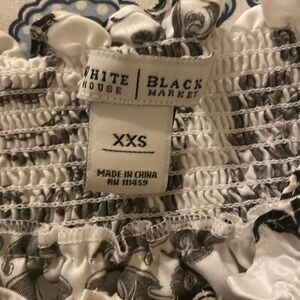 WHITE | BLACK
HOUSE | MARKET
XXS
MADE IN CHINA
RN 111459